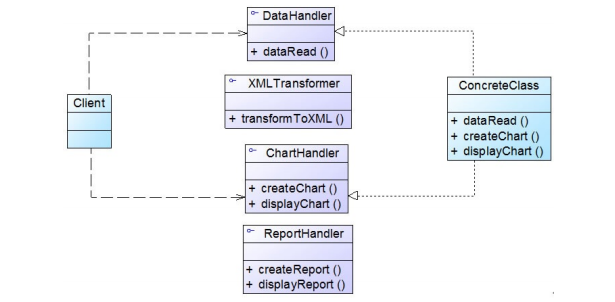 DataHandler
+ dataRead ()
XMLTransformer
+ transformToXML ()
Client
ConcreteClass
+ dataRead ()
+ createChart ()
+ displayChart ()
ChartHandler
+ createChart ()
+ displayChart ()
ReportHandler
+ createReport ()
+ displayReport ()